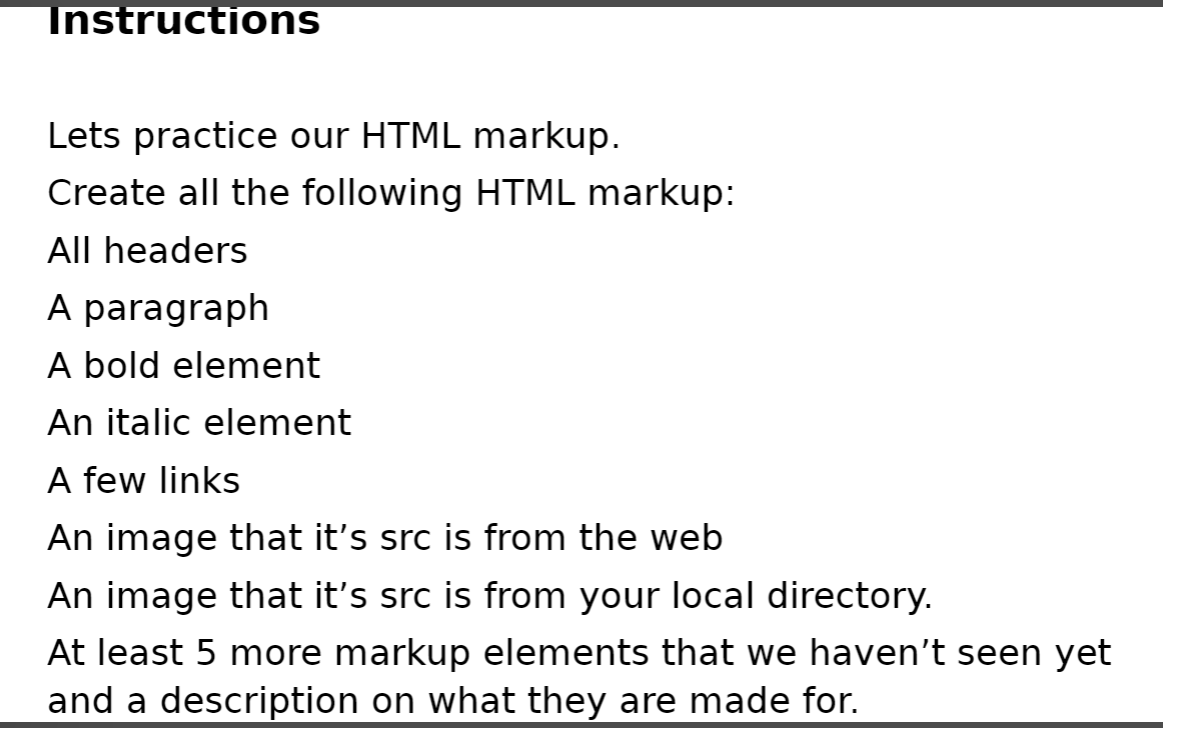 Instructions
Lets practice our HTML markup.
Create all the following HTML markup:
All headers
A paragraph
A bold element
An italic element
A few links
An image that it’s src is from the web
An image that it’s src is from your local directory.
At least 5 more markup elements that we haven’t seen yet
and a description on what they are made for.